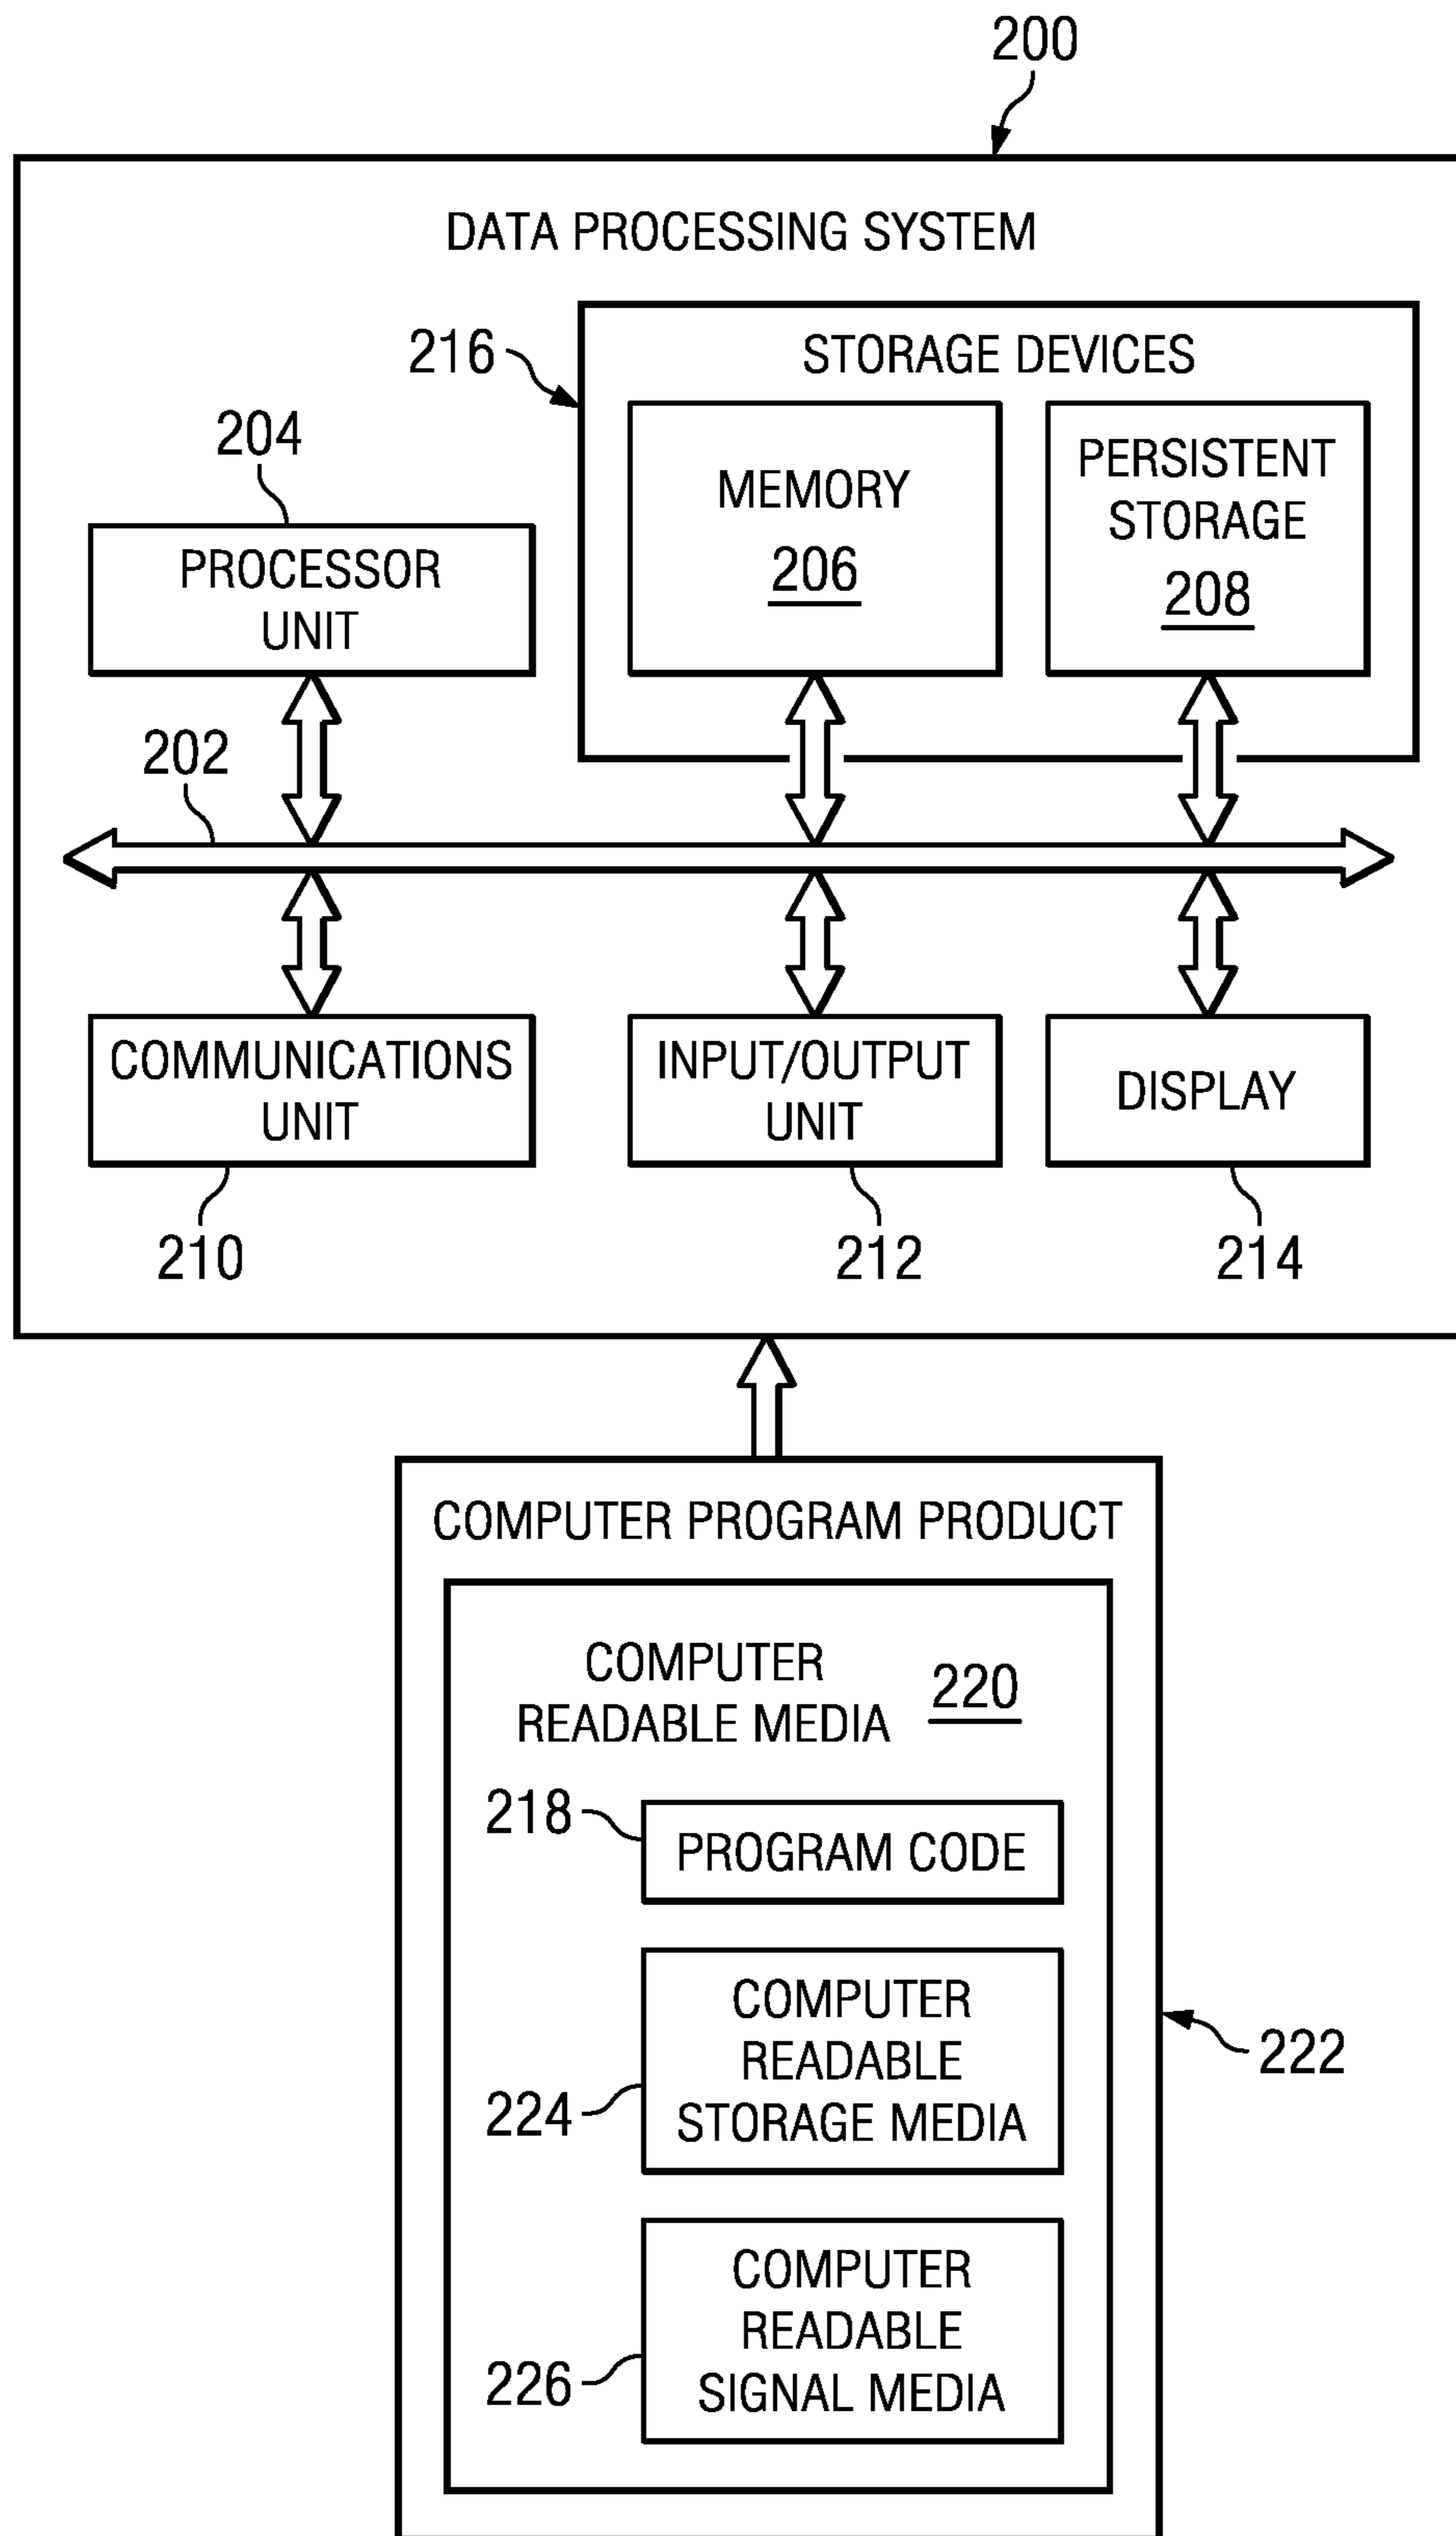 200
DATA PROCESSING SYSTEM
216
STORAGE DEVICES
204
MEMORY
206
PERSISTENT
STORAGE
208
PROCESSOR
UNIT
202
COMMUNICATIONS
UNIT
INPUT/OUTPUT
UNIT
DISPLAY
210
212
214
COMPUTER PROGRAM PRODUCT
COMPUTER
READABLE MEDIA
220
218
PROGRAM CODE
COMPUTER
READABLE
STORAGE MEDIA
224
222
COMPUTER
READABLE
SIGNAL MEDIA
226